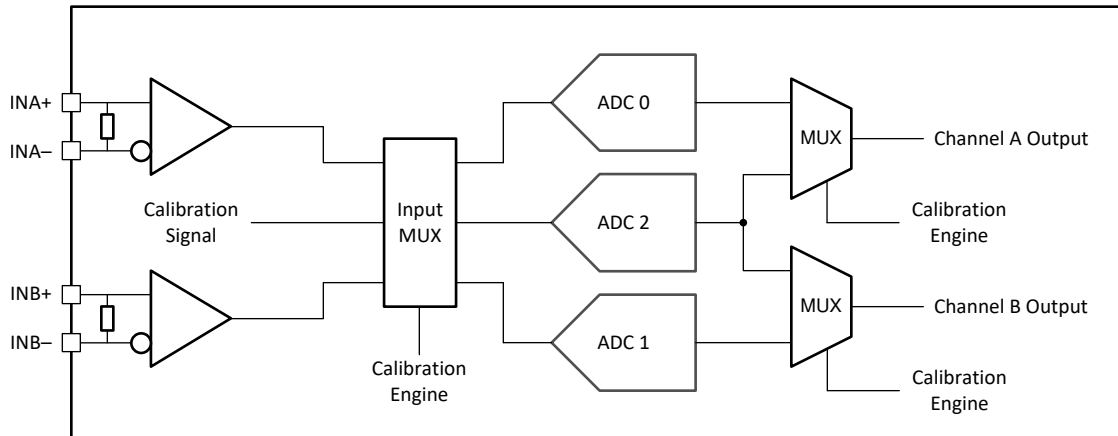 INA+
INA–
ADC 0
MUX
Channel A Output
Calibration
Signal
Input
MUX
ADC 2
Calibration
Engine
INB+
INB–
ADC 1
MUX
Channel B Output
Calibration
Engine
Calibration
Engine